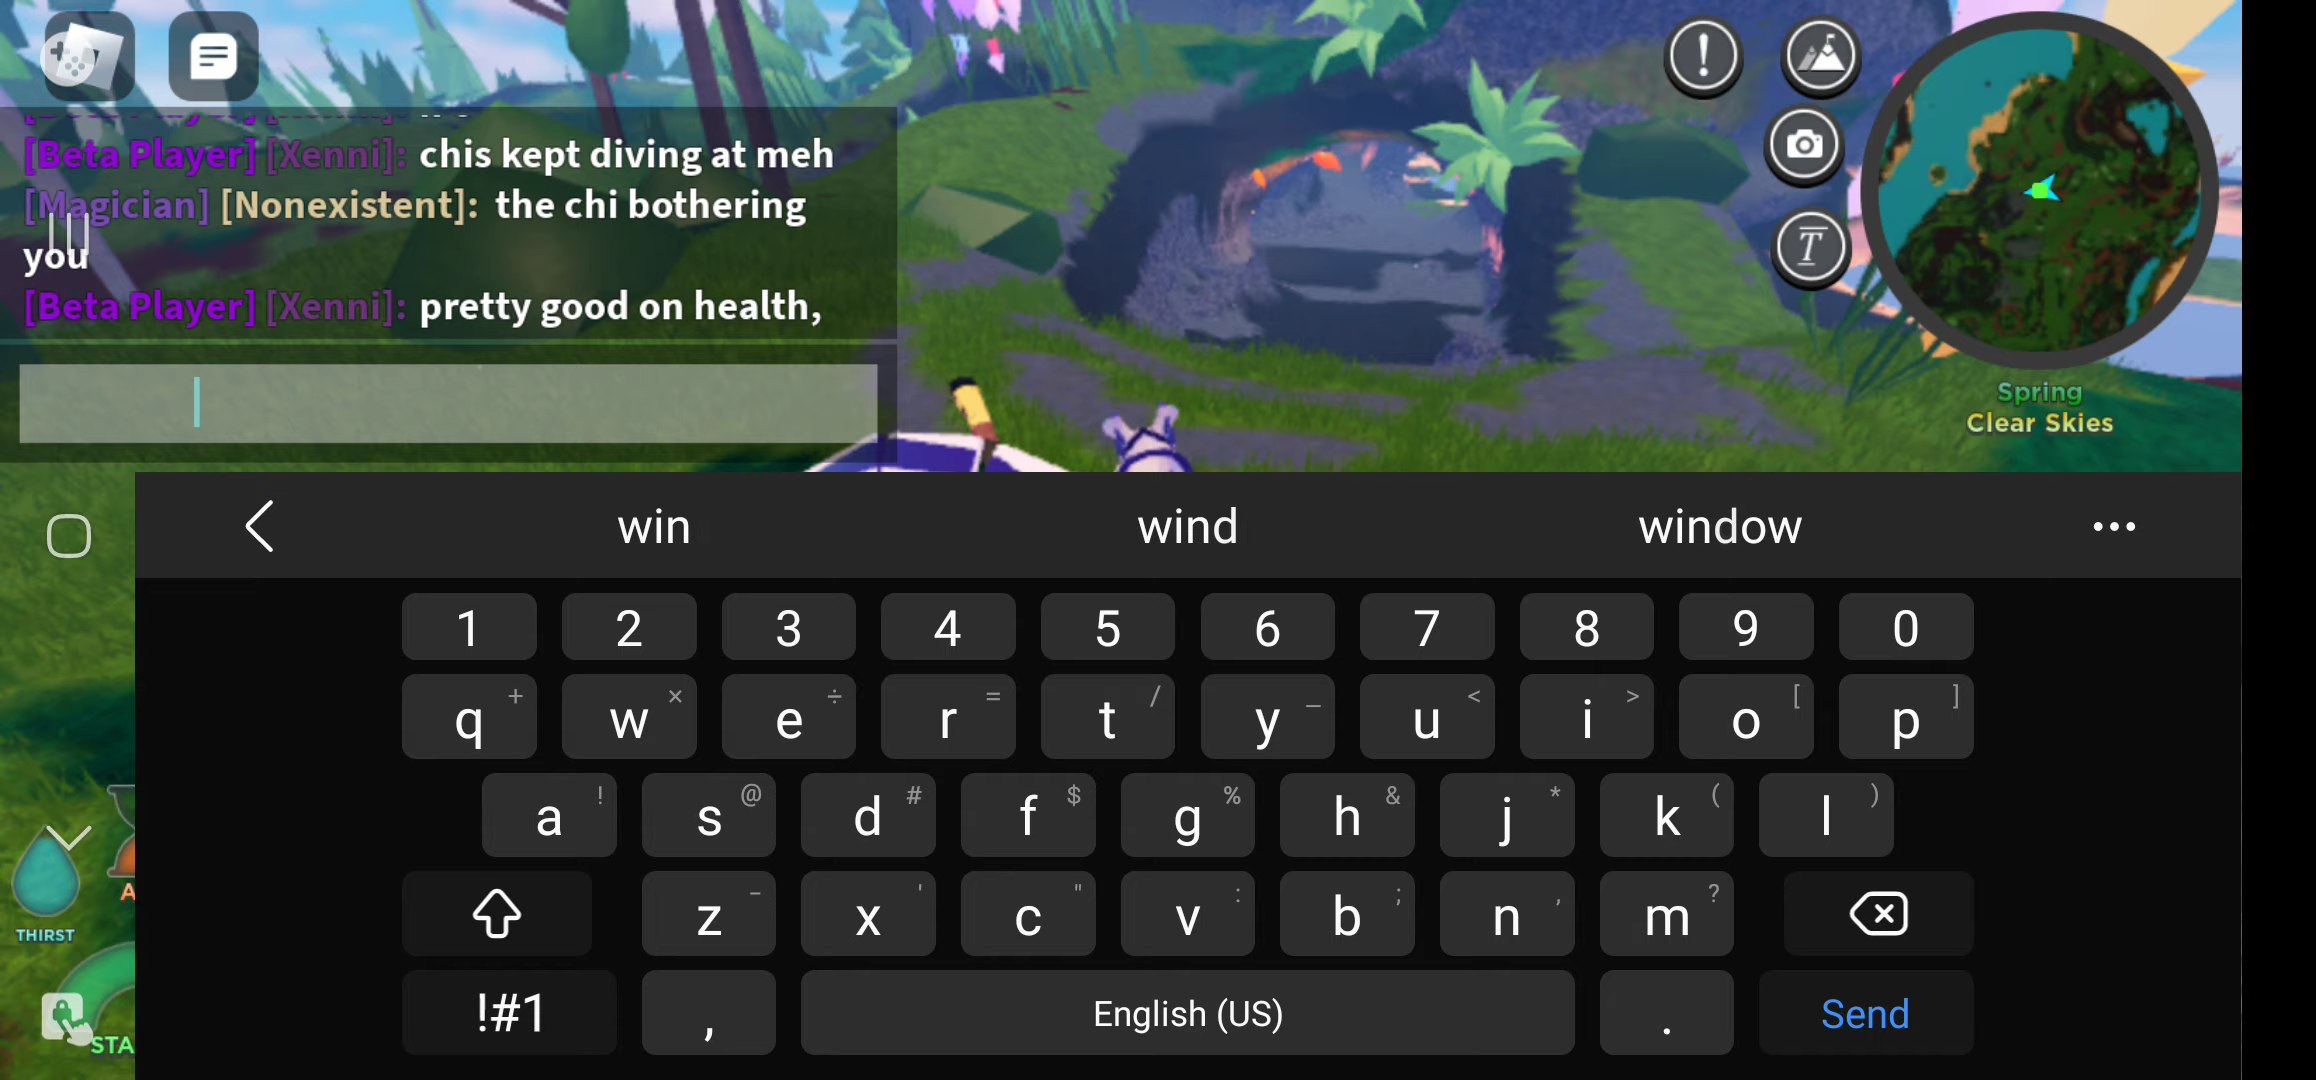 [Beta Player] [Xenni]: chis kept diving at meh
[Magician] [Nonexistent]: the chi bothering
you
[Beta Player] [Xenni]: pretty good on health,
Spring
Clear Skies
win wind window
1 2 3 4 5 6 7 8 9 0
q + w × e ÷ r = t / y _ u < i > o [ p ]
a ! s @ d # f $ g % h & j * k ( l )
z - x ' c " v : b ; n , m ?
!#1 , English (US) . Send
THIRST
STA